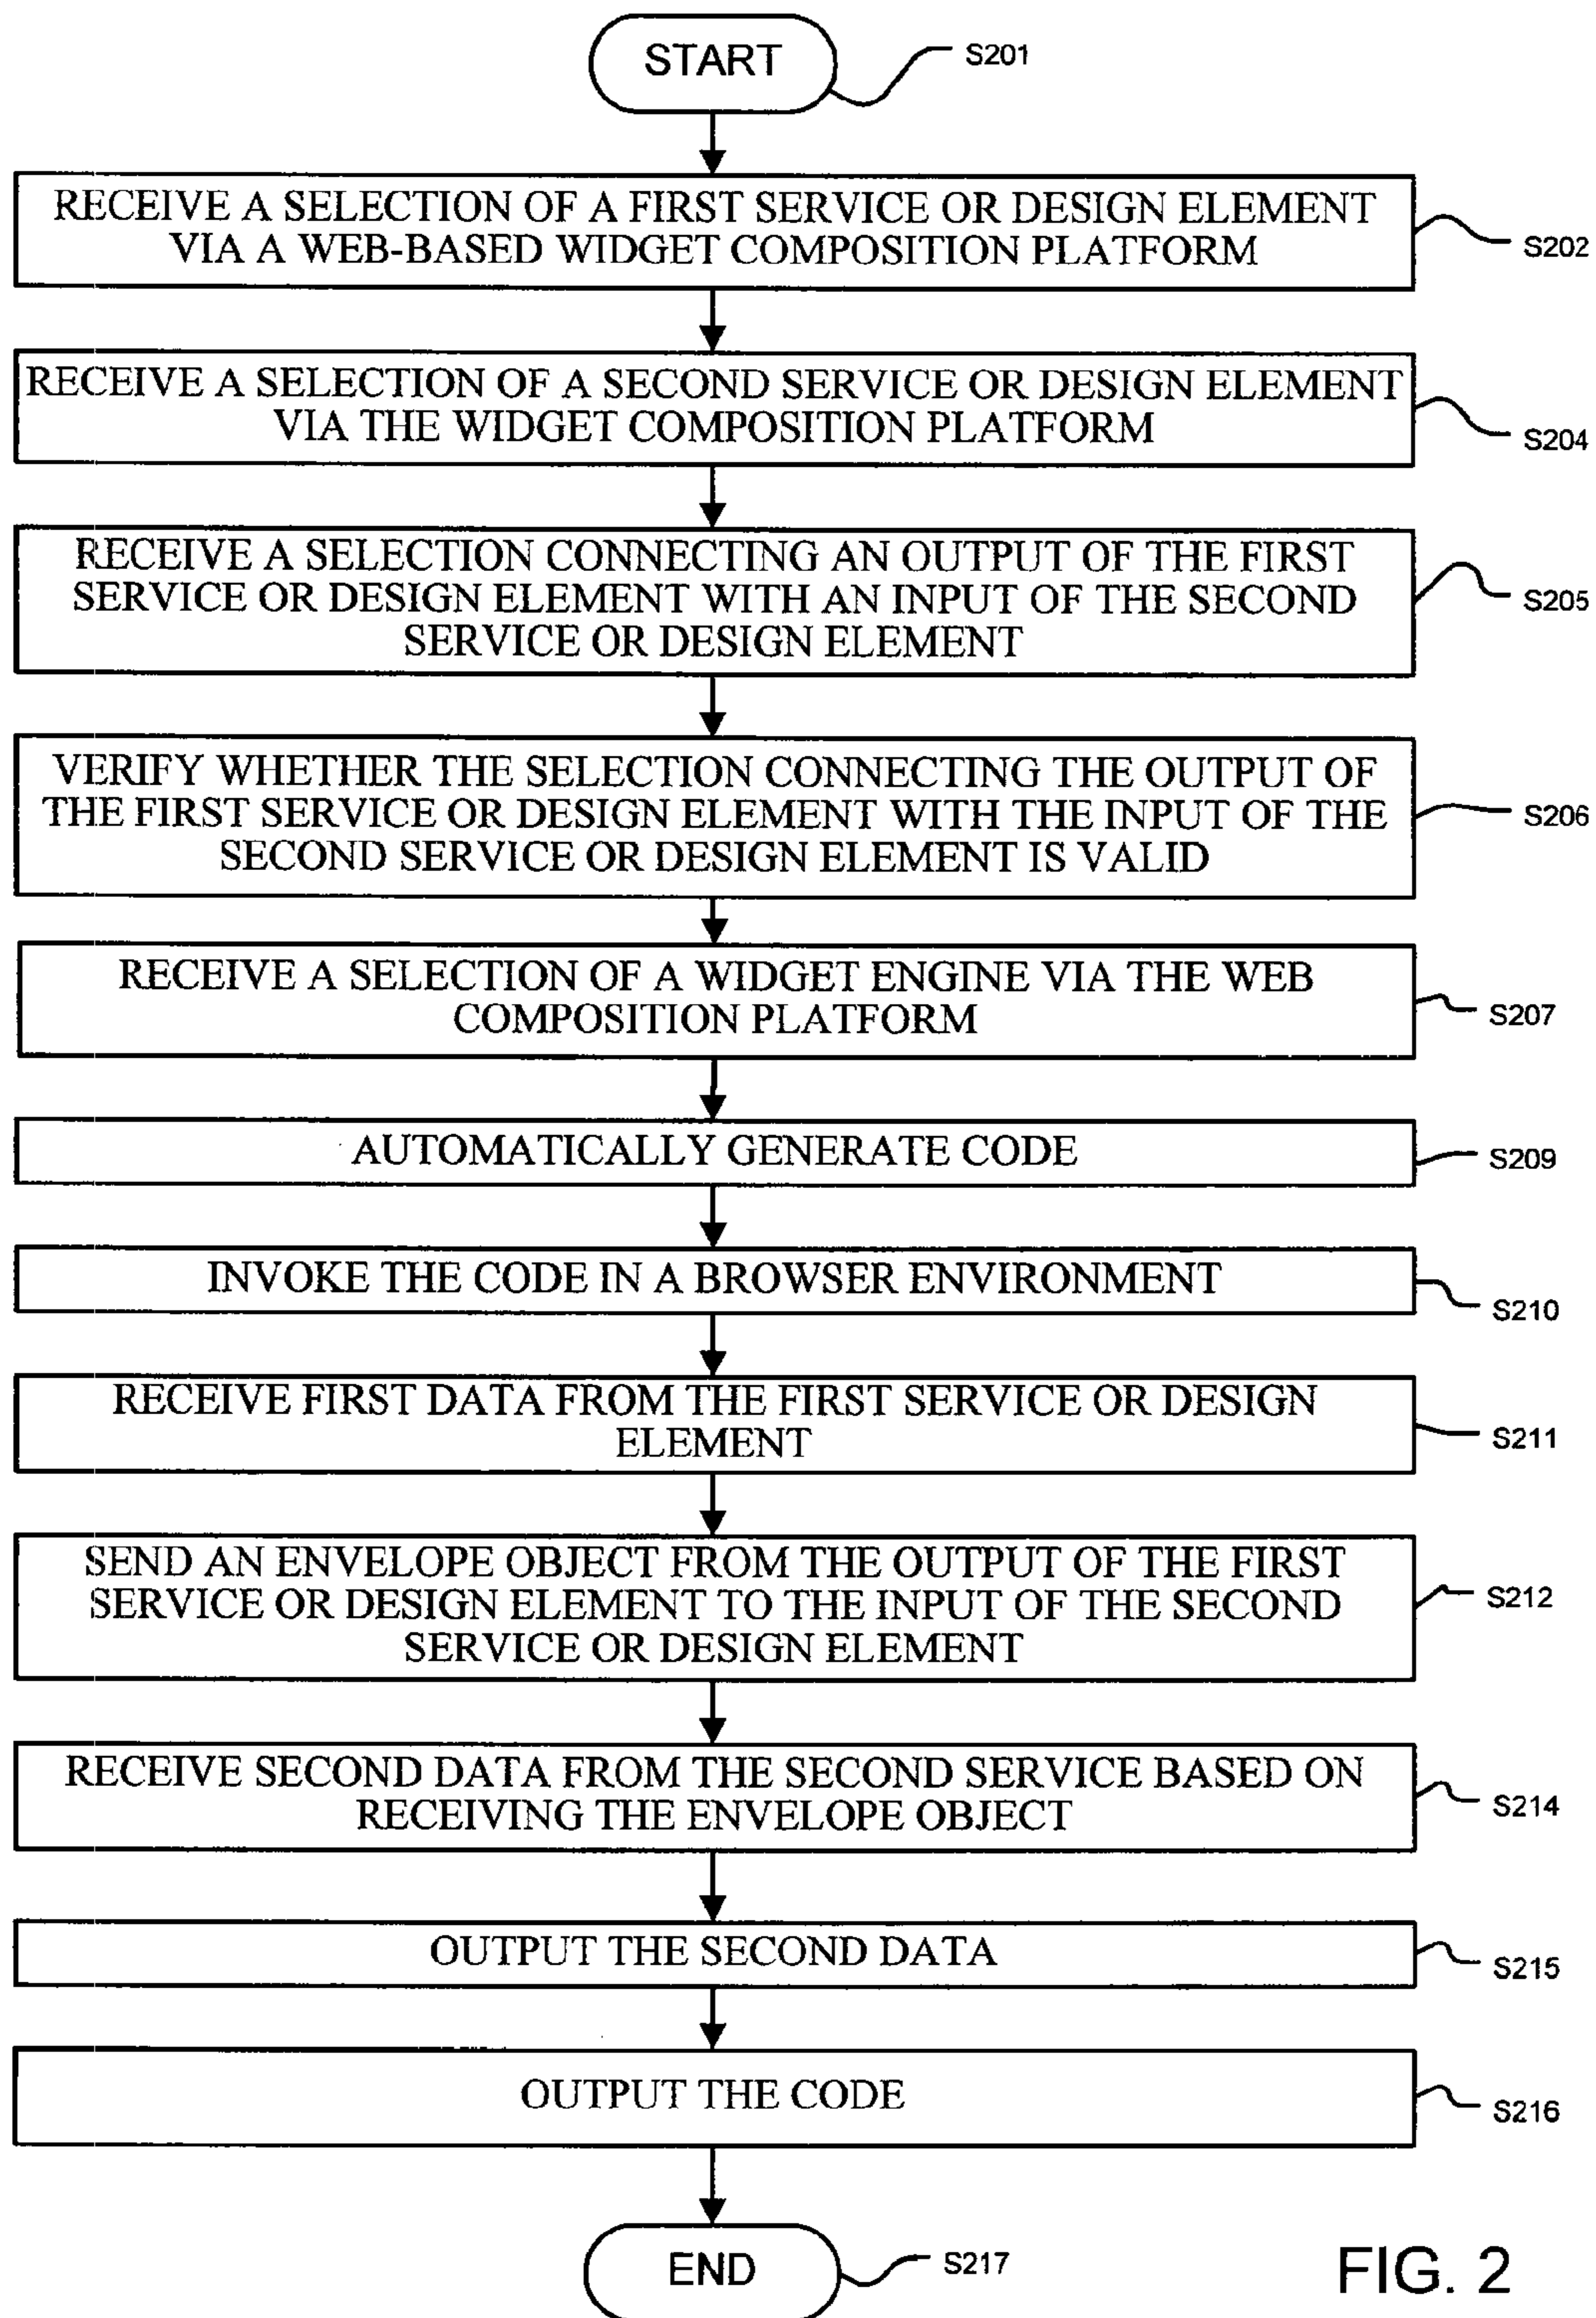 START
S201
RECEIVE A SELECTION OF A FIRST SERVICE OR DESIGN ELEMENT
VIA A WEB-BASED WIDGET COMPOSITION PLATFORM
S202
RECEIVE A SELECTION OF A SECOND SERVICE OR DESIGN ELEMENT
VIA THE WIDGET COMPOSITION PLATFORM
S204
RECEIVE A SELECTION CONNECTING AN OUTPUT OF THE FIRST
SERVICE OR DESIGN ELEMENT WITH AN INPUT OF THE SECOND
SERVICE OR DESIGN ELEMENT
S205
VERIFY WHETHER THE SELECTION CONNECTING THE OUTPUT OF
THE FIRST SERVICE OR DESIGN ELEMENT WITH THE INPUT OF THE
SECOND SERVICE OR DESIGN ELEMENT IS VALID
S206
RECEIVE A SELECTION OF A WIDGET ENGINE VIA THE WEB
COMPOSITION PLATFORM
S207
AUTOMATICALLY GENERATE CODE
S209
INVOKE THE CODE IN A BROWSER ENVIRONMENT
S210
RECEIVE FIRST DATA FROM THE FIRST SERVICE OR DESIGN
ELEMENT
S211
SEND AN ENVELOPE OBJECT FROM THE OUTPUT OF THE FIRST
SERVICE OR DESIGN ELEMENT TO THE INPUT OF THE SECOND
SERVICE OR DESIGN ELEMENT
S212
RECEIVE SECOND DATA FROM THE SECOND SERVICE BASED ON
RECEIVING THE ENVELOPE OBJECT
S214
OUTPUT THE SECOND DATA
S215
OUTPUT THE CODE
S216
END
S217
FIG. 2